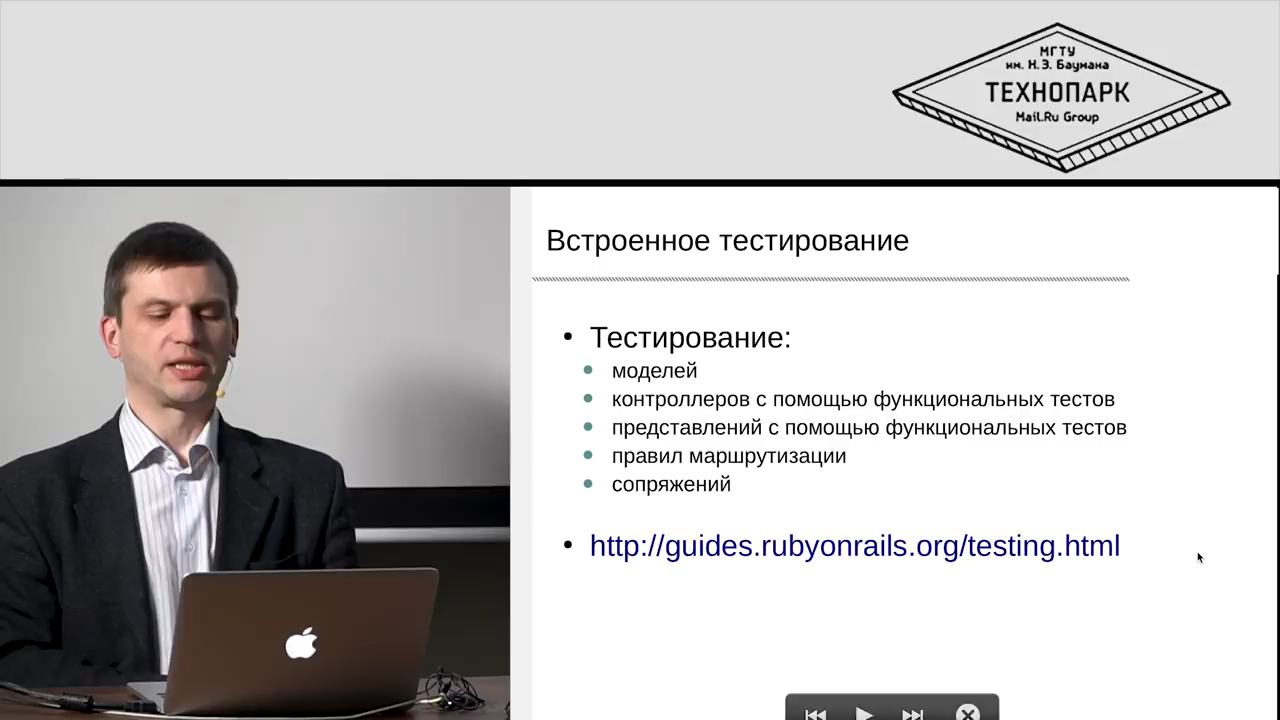 МГТУ
им. Н.Э. Баумана
ТЕХНОПАРК
Mail.Ru Group
Встроенное тестирование
Тестирование:
моделей
контроллеров с помощью функциональных тестов
представлений с помощью функциональных тестов
правил маршрутизации
сопряжений
http://guides.rubyonrails.org/testing.html